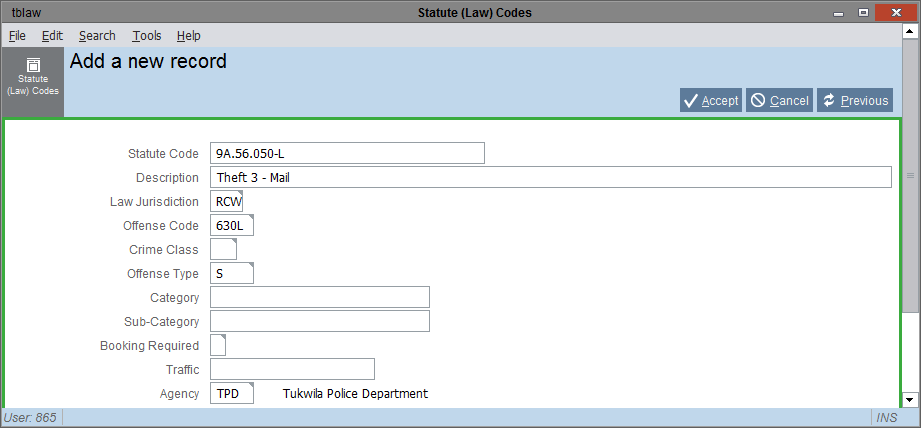 tblaw Statute (Law) Codes
File Edit Search Tools Help
Statute
(Law) Codes
Add a new record
Accept Cancel Previous
Statute Code 9A.56.050-L
Description Theft 3 - Mail
Law Jurisdiction RCW
Offense Code 630L
Crime Class
Offense Type S
Category
Sub-Category
Booking Required
Traffic
Agency TPD Tukwila Police Department
User: 865 INS